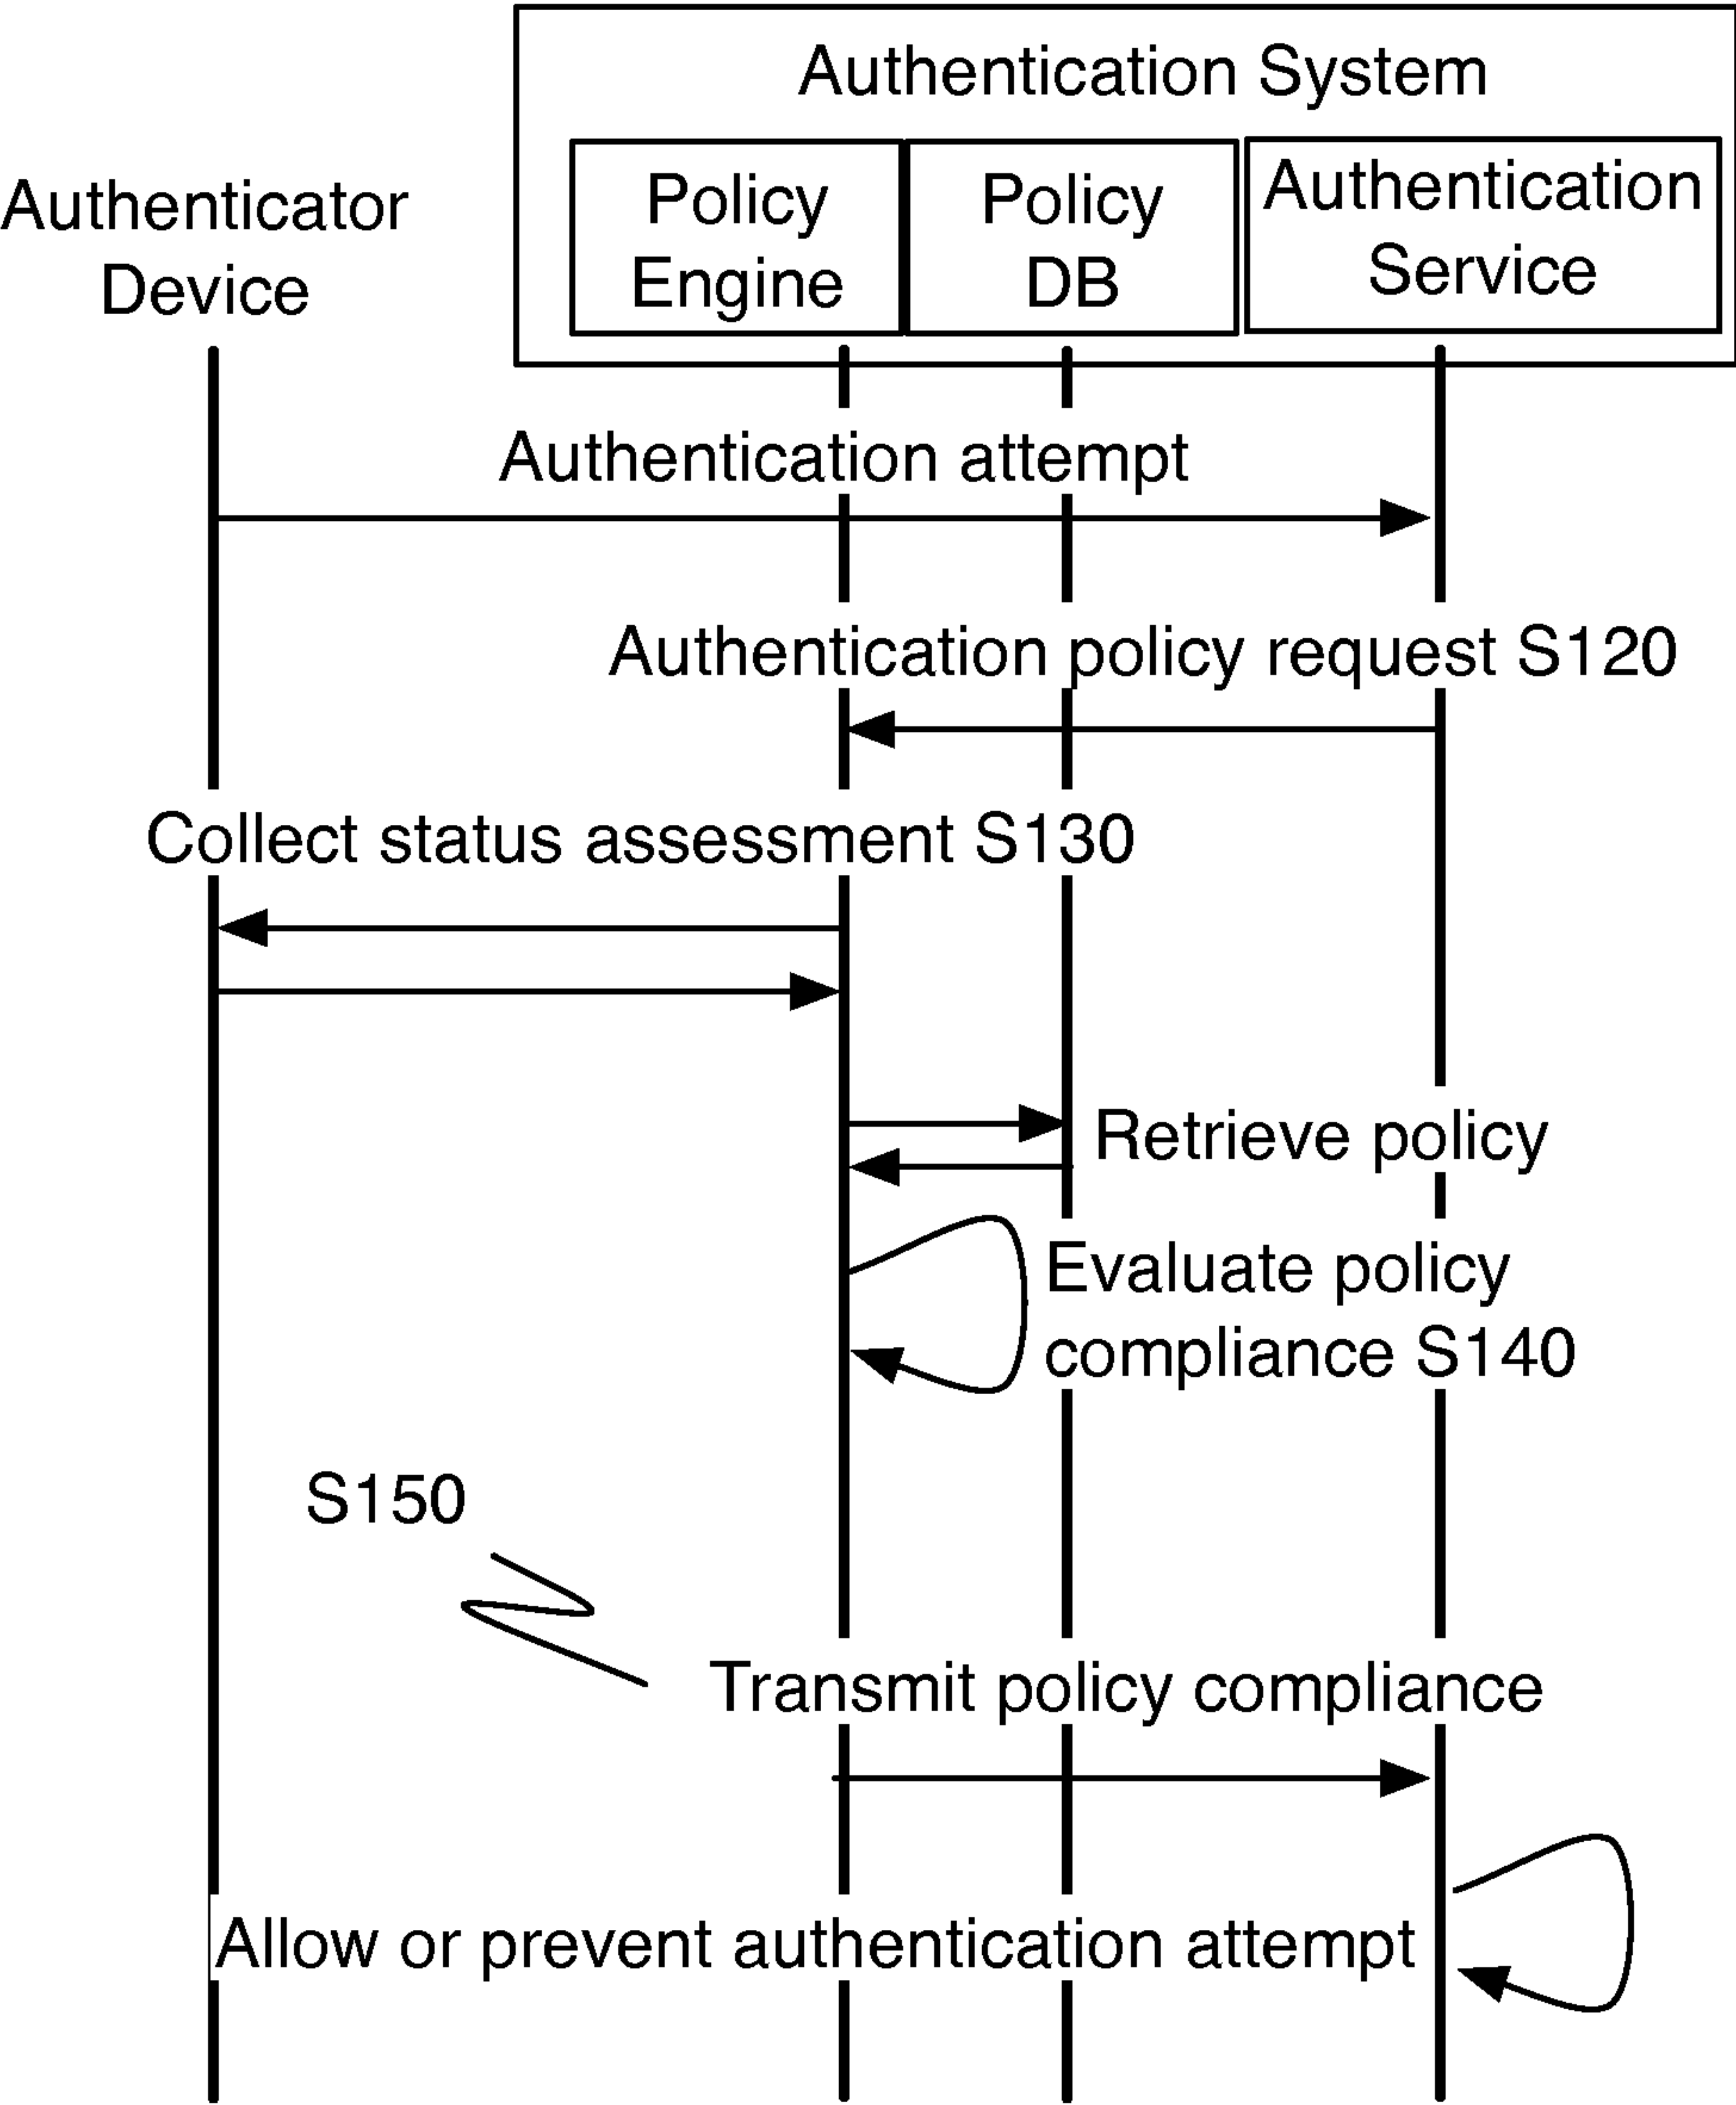 Authentication System
Authenticator
Device
Policy
Engine
Policy
DB
Authentication
Service
Authentication attempt
Authentication policy request S120
Collect status assessment S130
Retrieve policy
Evaluate policy
compliance S140
S150
Transmit policy compliance
Allow or prevent authentication attempt